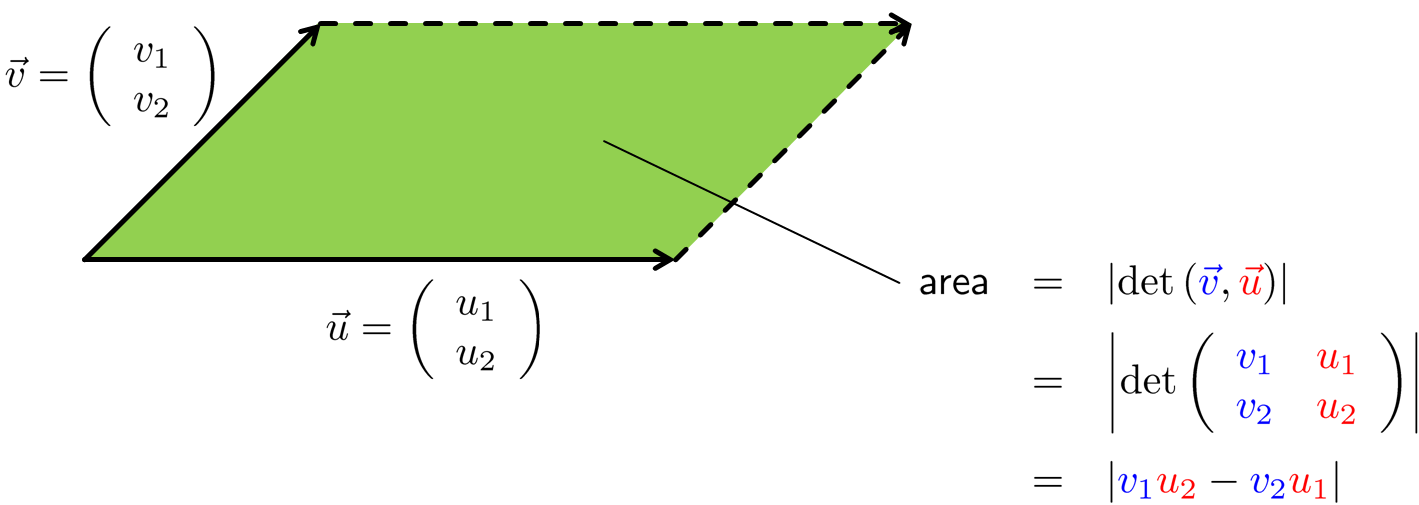 v⃗ = ( v₁ v₂ )
u⃗ = ( u₁ u₂ )
area = |det (v⃗, u⃗)|
= |det ( v₁ u₁ v₂ u₂ )|
= |v₁u₂ − v₂u₁|